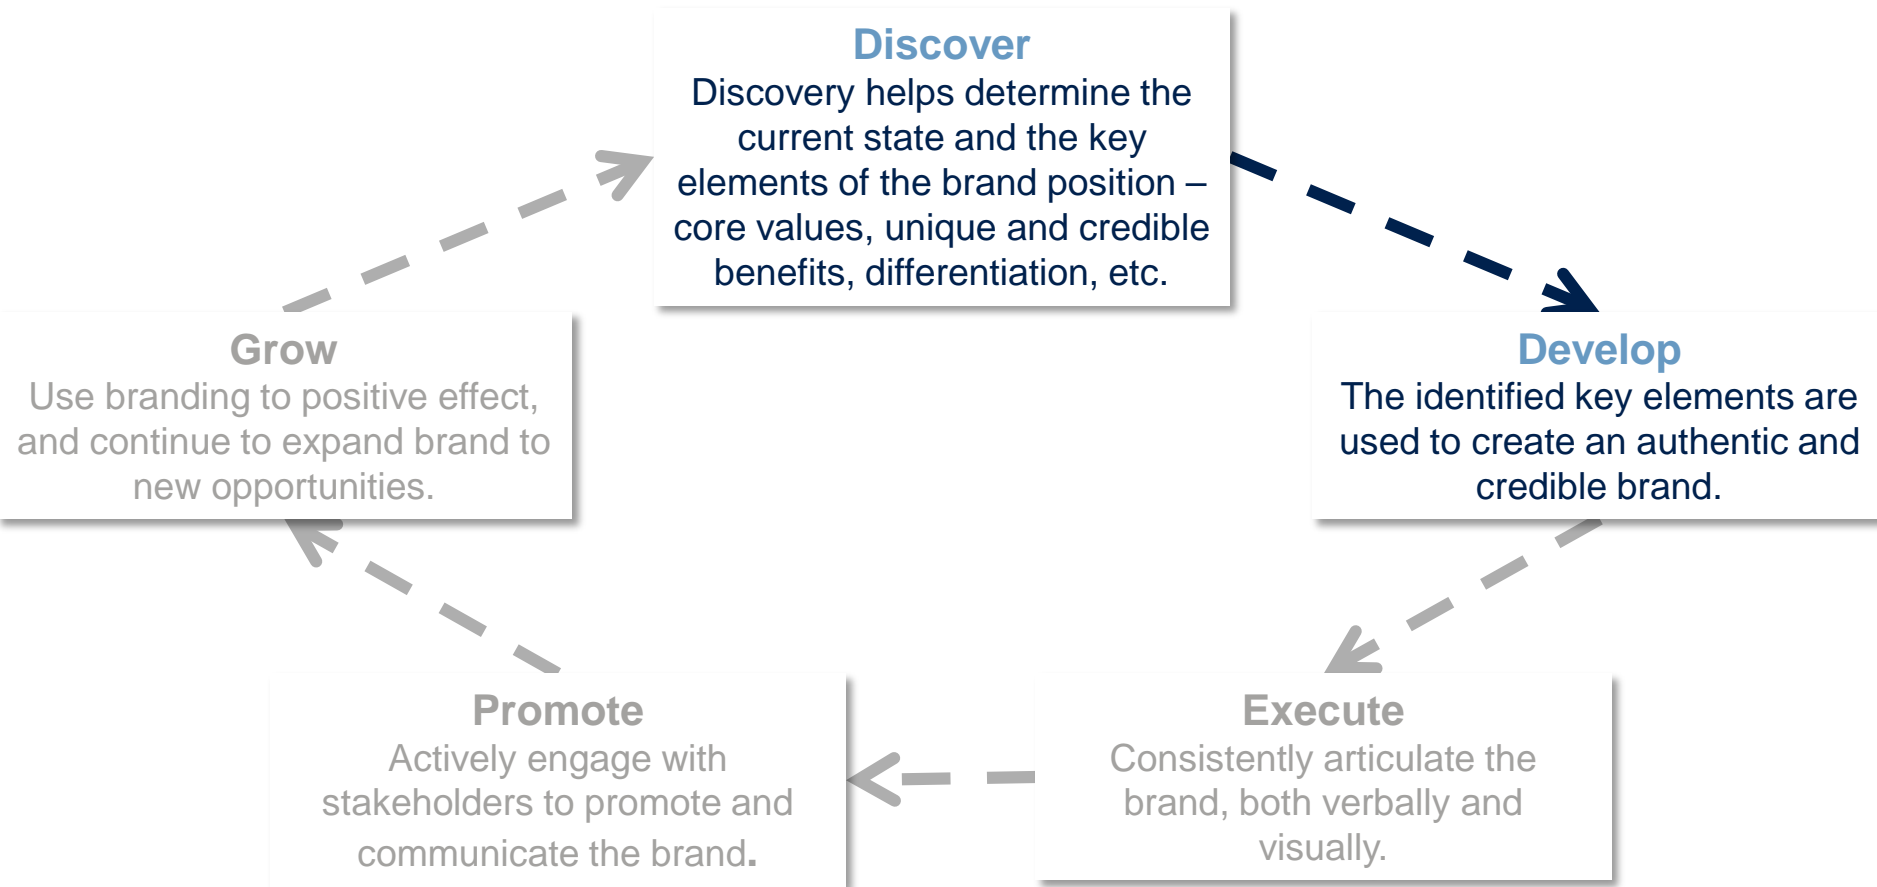 Discover
Discovery helps determine the
current state and the key
elements of the brand position –
core values, unique and credible
benefits, differentiation, etc.
Develop
The identified key elements are
used to create an authentic and
credible brand.
Execute
Consistently articulate the
brand, both verbally and
visually.
Promote
Actively engage with
stakeholders to promote and
communicate the brand.
Grow
Use branding to positive effect,
and continue to expand brand to
new opportunities.